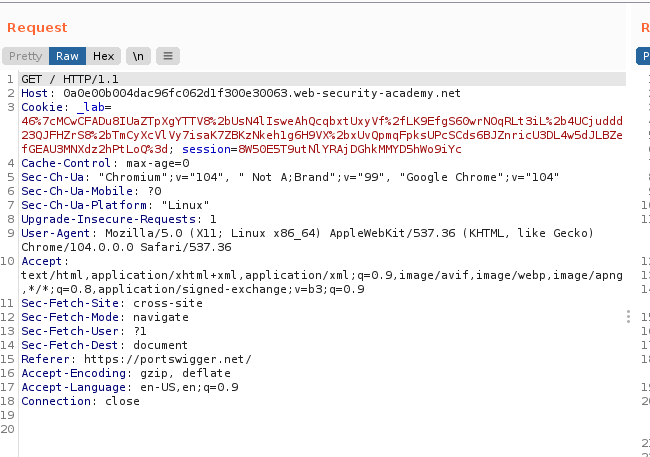 Request
R
Pretty Raw Hex \n
P
1 GET / HTTP/1.1
2 Host: 0a0e00b004dac96fc062d1f300e30063.web-security-academy.net
3 Cookie: _lab=
46%7cMCwCFADu8IUaZTpXgYTTV8%2bUsN4lIsweAhQcqbxtUxyVf%2fLK9EfgS60wrNOqRLt3iL%2b4UCjuddd
23QJFHZrS8%2bTmCyXcVlVy7isaK7ZBKzNkeh1g6H9VX%2bxUvQpmqFpksUPcSCds6BJZnricU3DL4w5dJLBZe
fGEAU3MNXdz2hPtLoQ%3d; session=8W50E5T9utNlYRAjDGhkMMYD5hWo9iYc
4 Cache-Control: max-age=0
5 Sec-Ch-Ua: "Chromium";v="104", " Not A;Brand";v="99", "Google Chrome";v="104"
6 Sec-Ch-Ua-Mobile: ?0
7 Sec-Ch-Ua-Platform: "Linux"
8 Upgrade-Insecure-Requests: 1
9 User-Agent: Mozilla/5.0 (X11; Linux x86_64) AppleWebKit/537.36 (KHTML, like Gecko)
Chrome/104.0.0.0 Safari/537.36
10 Accept:
text/html,application/xhtml+xml,application/xml;q=0.9,image/avif,image/webp,image/apng
,*/*;q=0.8,application/signed-exchange;v=b3;q=0.9
11 Sec-Fetch-Site: cross-site
12 Sec-Fetch-Mode: navigate
13 Sec-Fetch-User: ?1
14 Sec-Fetch-Dest: document
15 Referer: https://portswigger.net/
16 Accept-Encoding: gzip, deflate
17 Accept-Language: en-US,en;q=0.9
18 Connection: close
19
20